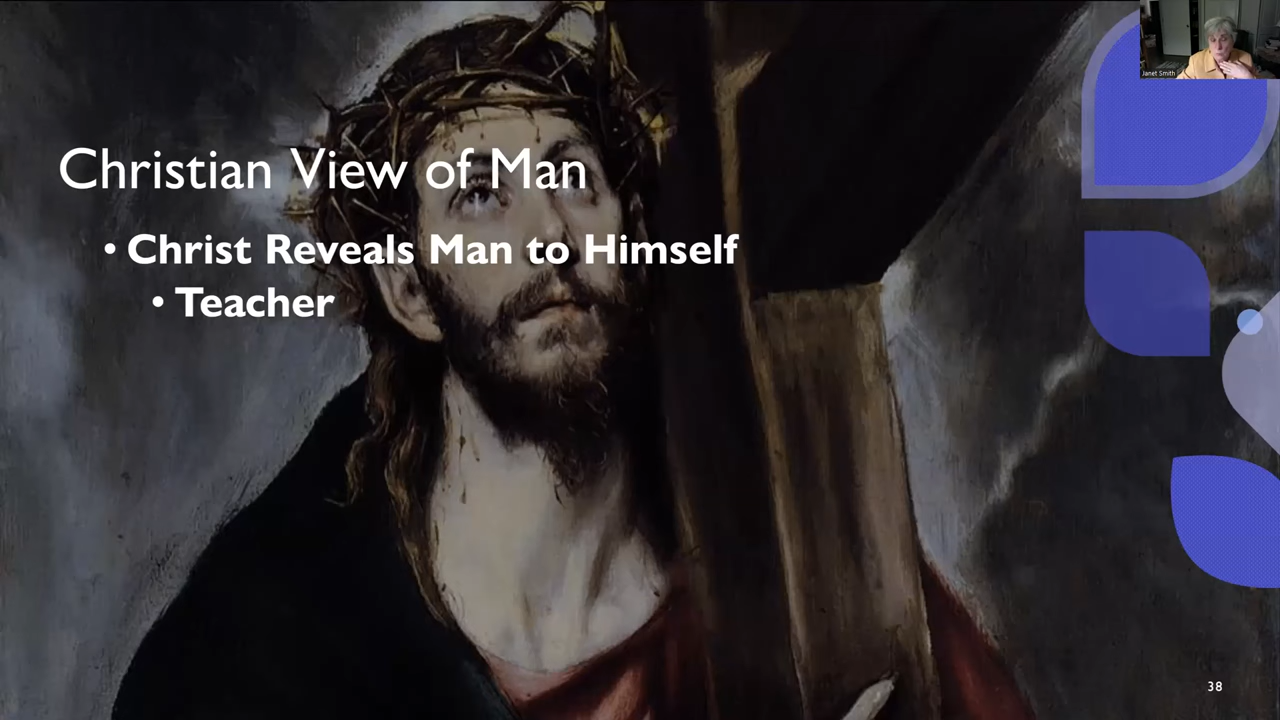 Janet Smith
Christian View of Man
• Christ Reveals Man to Himself
• Teacher
38